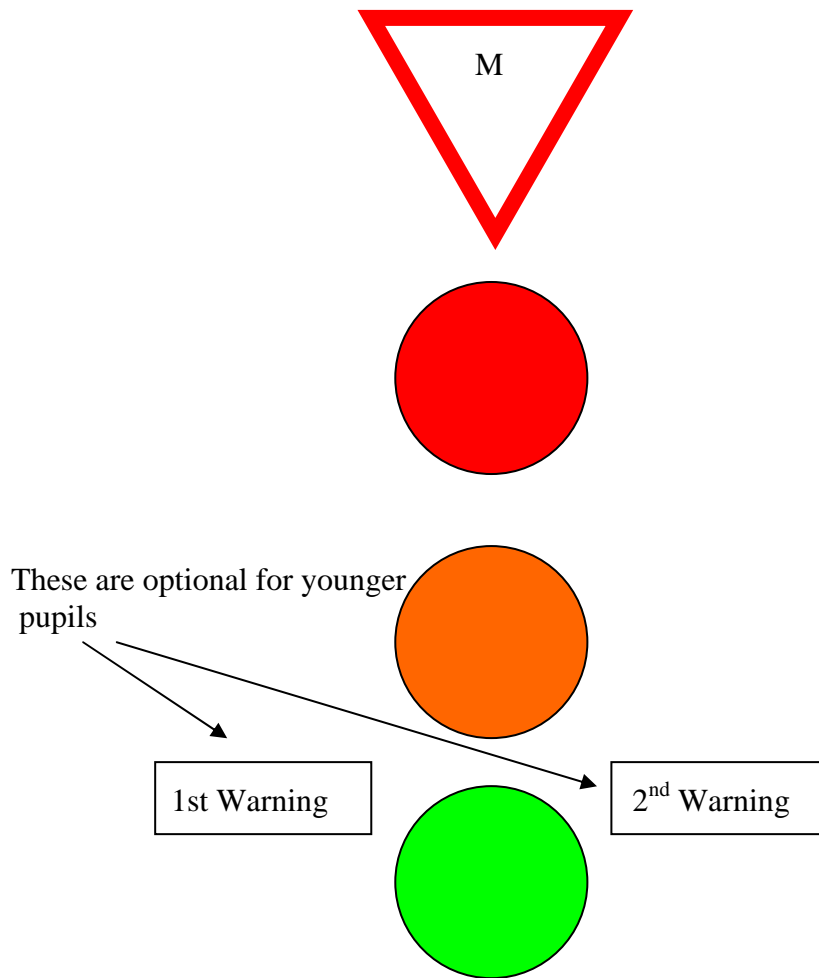 M
These are optional for younger
pupils
1st Warning
2nd Warning